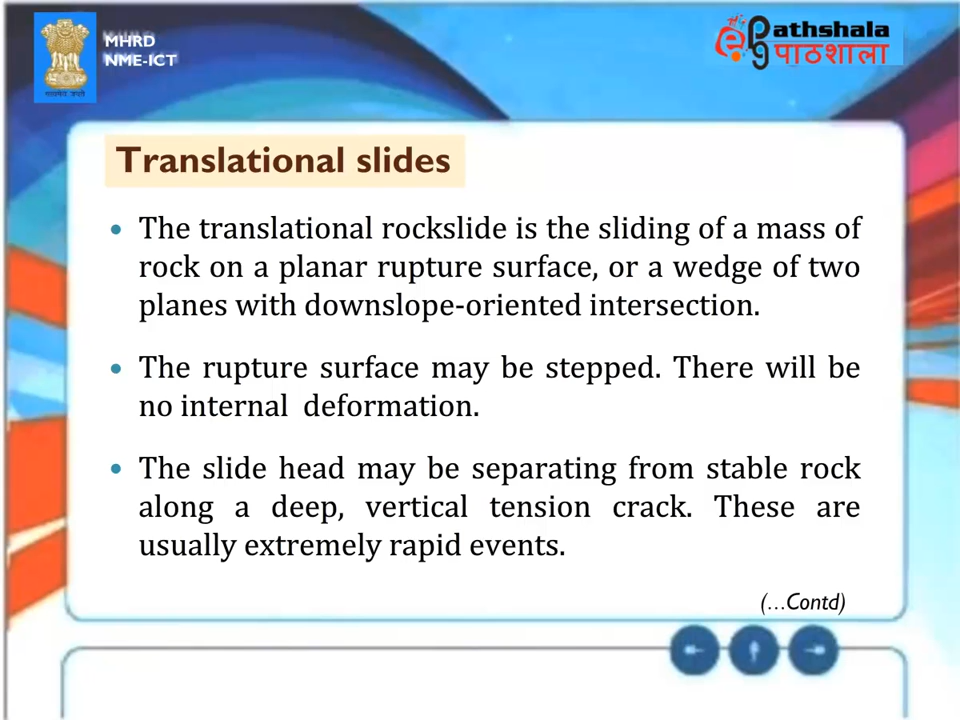 MHRD
NME-ICT
epg Pathshala
पाठशाला
Translational slides
• The translational rockslide is the sliding of a mass of
rock on a planar rupture surface, or a wedge of two
planes with downslope-oriented intersection.
• The rupture surface may be stepped. There will be
no internal deformation.
• The slide head may be separating from stable rock
along a deep, vertical tension crack. These are
usually extremely rapid events.
(...Contd)